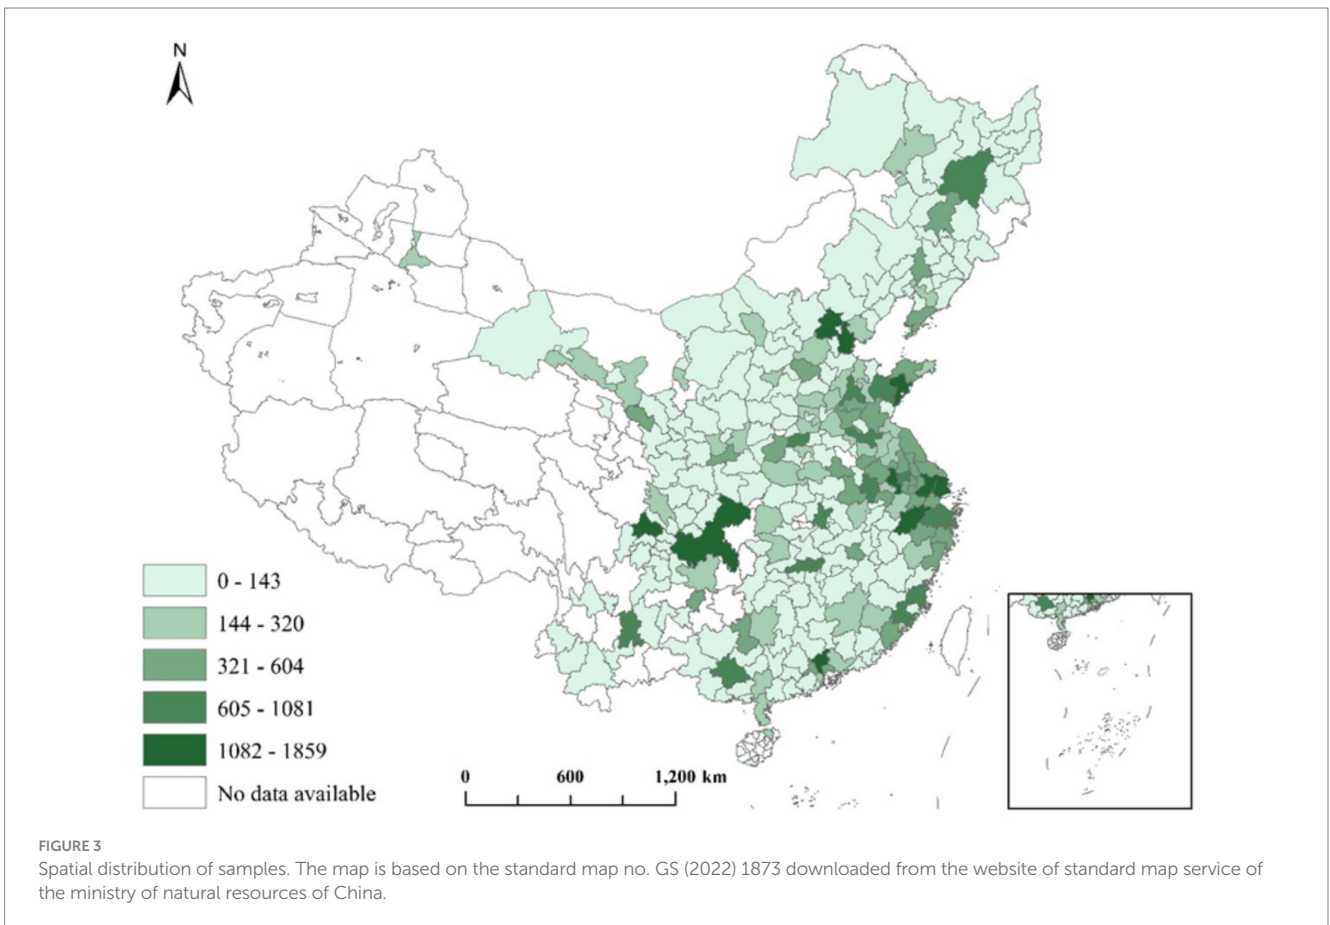 N
0 - 143
144 - 320
321 - 604
605 - 1081
1082 - 1859
No data available
0 600 1,200 km
FIGURE 3
Spatial distribution of samples. The map is based on the standard map no. GS (2022) 1873 downloaded from the website of standard map service of
the ministry of natural resources of China.